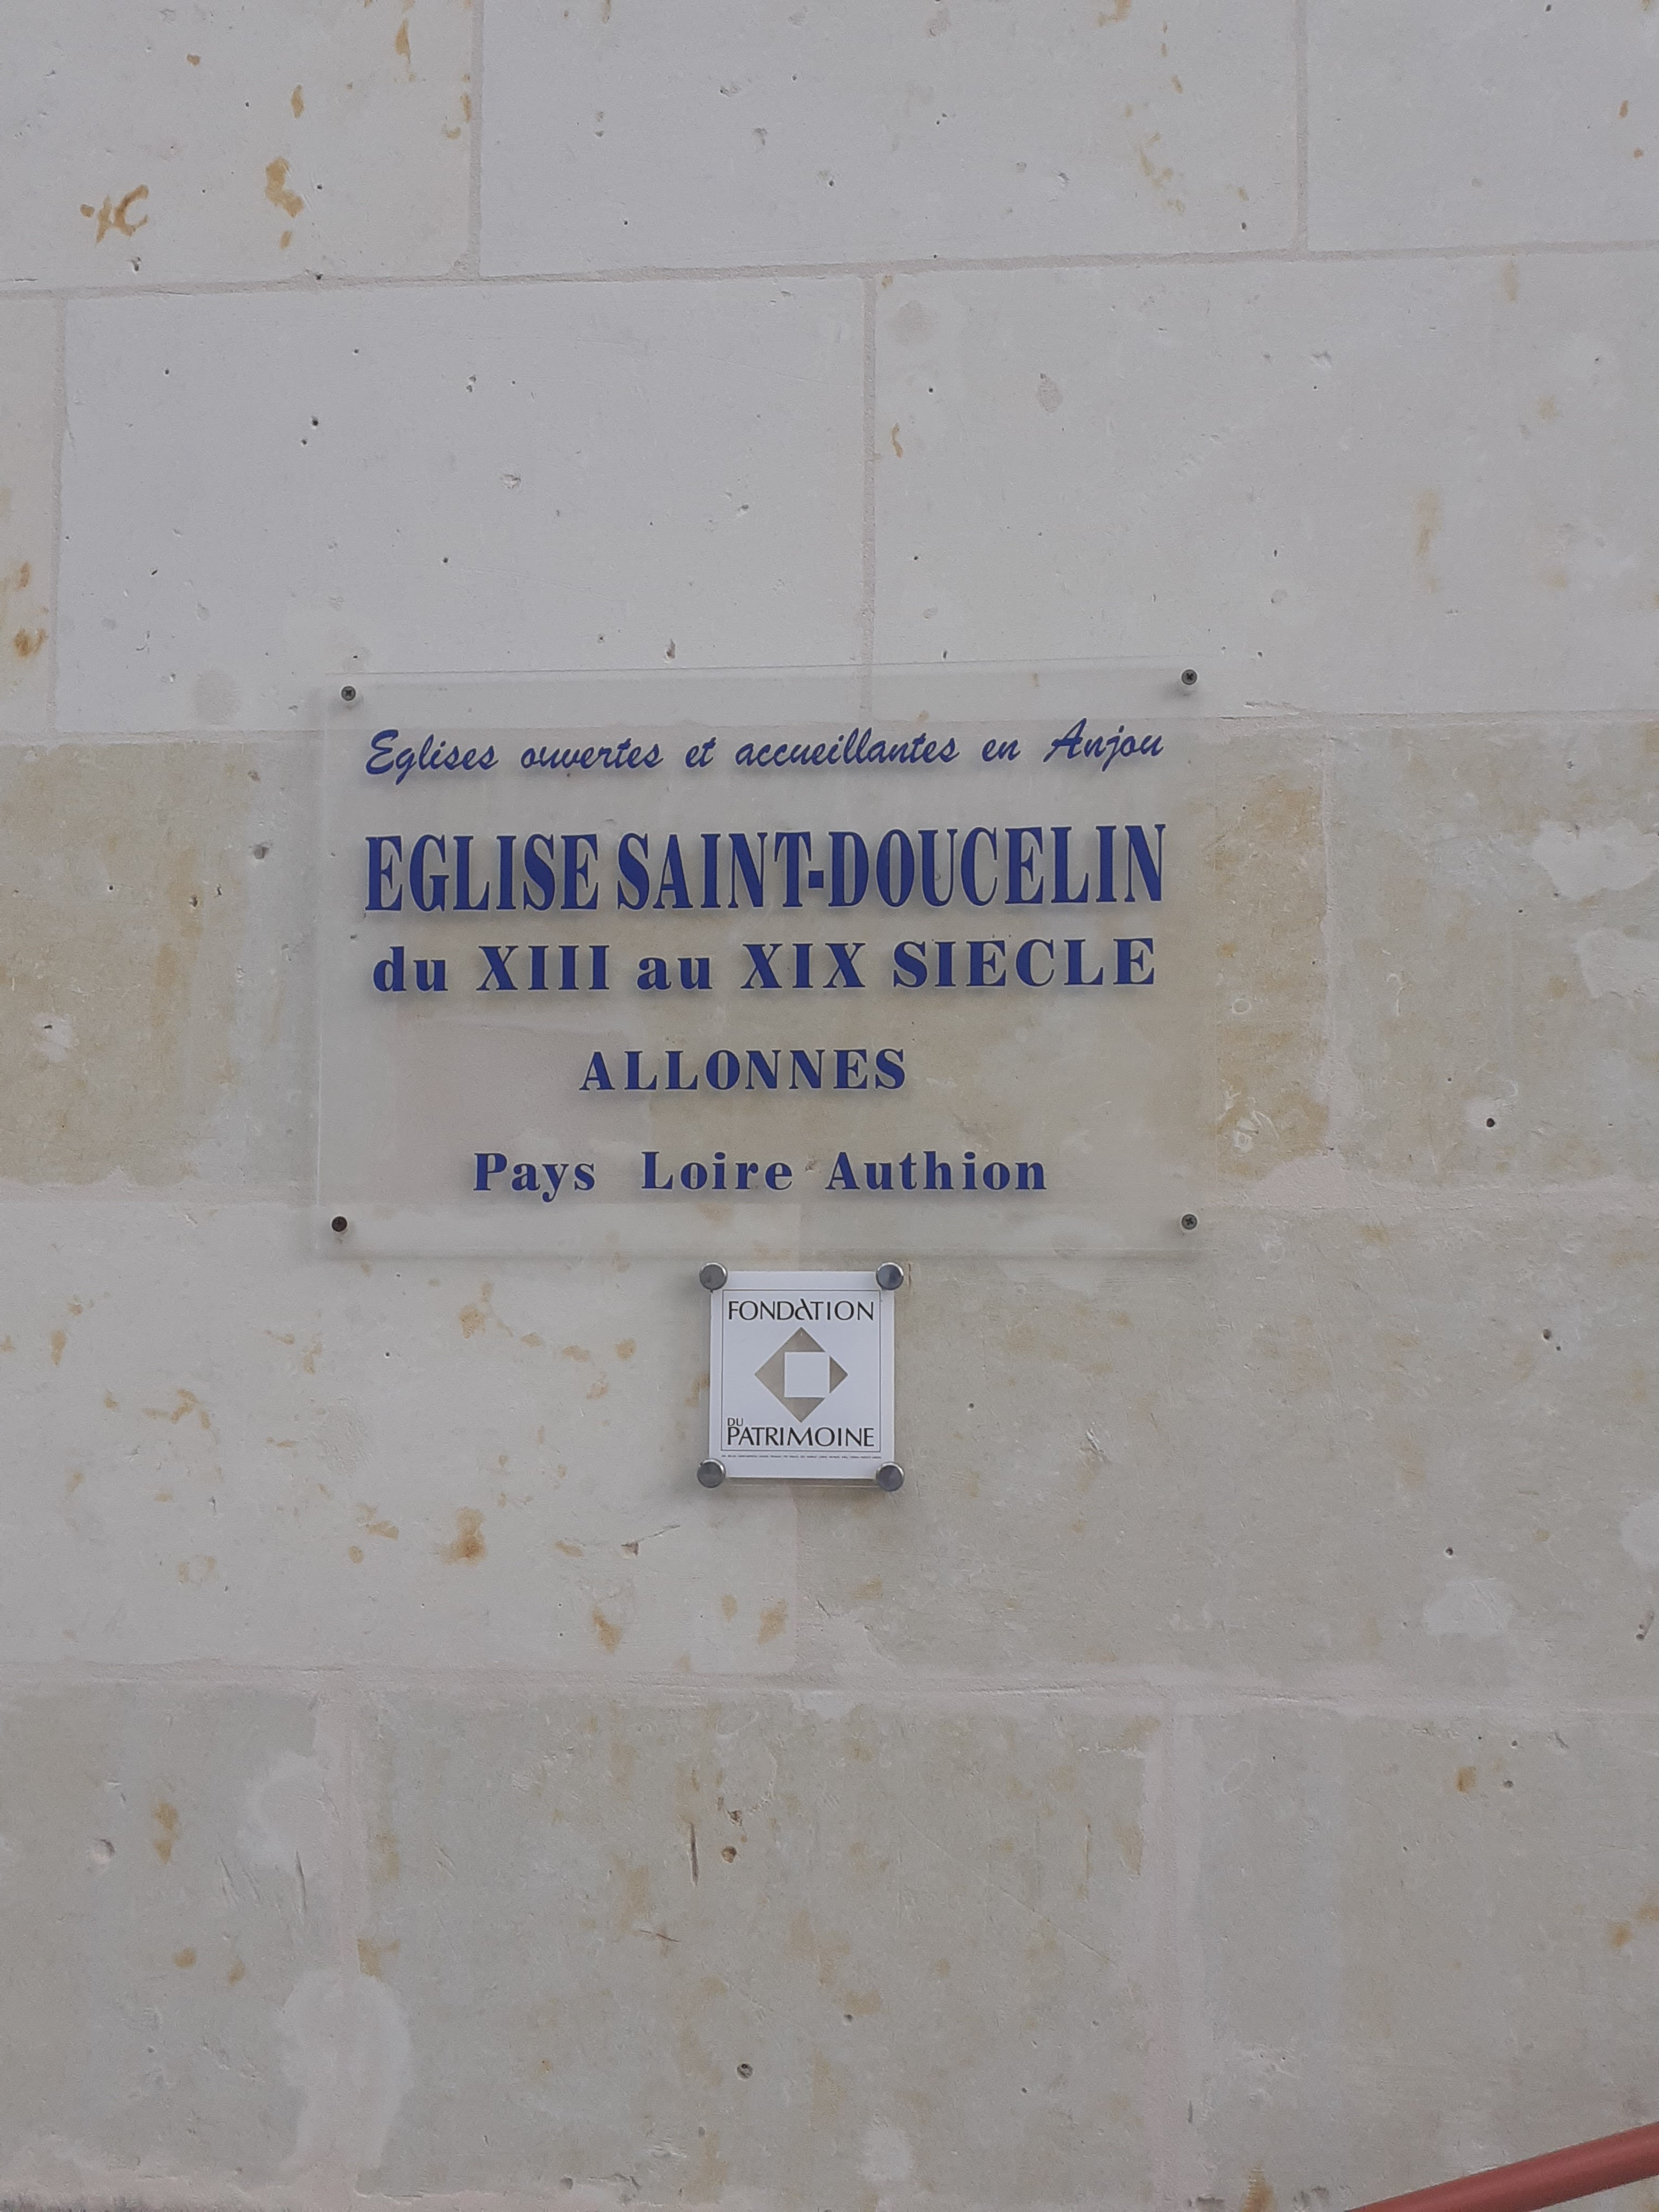 Eglises ouvertes et accueillantes en Anjou
EGLISE SAINT-DOUCELIN
du XIII au XIX SIECLE
ALLONNES
Pays Loire Authion
FONDATION
DU
PATRIMOINE